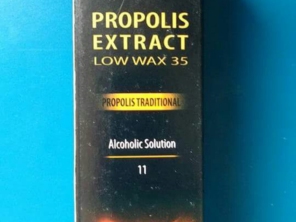 PROPOLIS
EXTRACT
LOW WAX 35
PROPOLIS TRADITIONAL
Alcoholic Solution
11